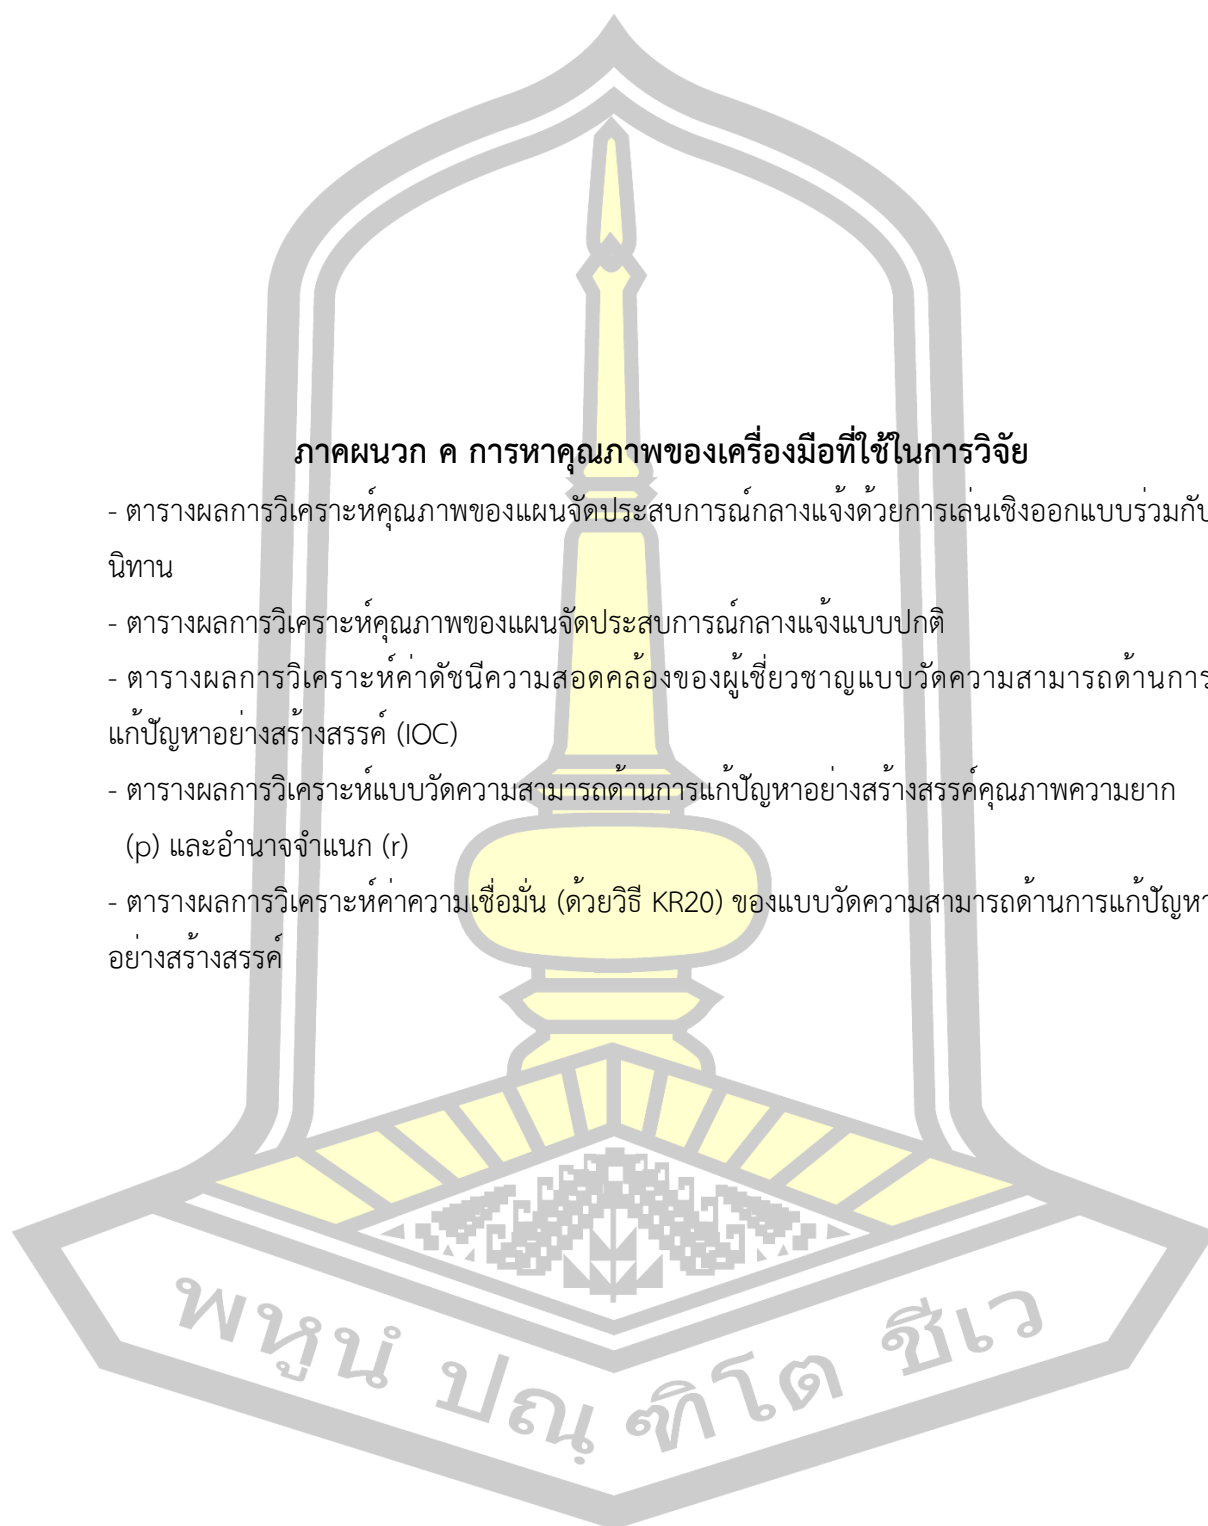 ภาคผนวก ค การหาคุณภาพของเครื่องมือที่ใช้ในการวิจัย
- ตารางผลการวิเคราะห์คุณภาพของแผนจัดประสบการณ์กลางแจ้งด้วยการเล่นเชิงออกแบบร่วมกับ
นิทาน
- ตารางผลการวิเคราะห์คุณภาพของแผนจัดประสบการณ์กลางแจ้งแบบปกติ
- ตารางผลการวิเคราะห์ค่าดัชนีความสอดคล้องของผู้เชี่ยวชาญแบบวัดความสามารถด้านการ
แก้ปัญหาอย่างสร้างสรรค์ (IOC)
- ตารางผลการวิเคราะห์แบบวัดความสามารถด้านการแก้ปัญหาอย่างสร้างสรรค์คุณภาพความยาก
(p) และอำนาจจำแนก (r)
- ตารางผลการวิเคราะห์ค่าความเชื่อมั่น (ด้วยวิธี KR20) ของแบบวัดความสามารถด้านการแก้ปัญหา
อย่างสร้างสรรค์
พหูนํ ปณฺฑิโต ชีเว